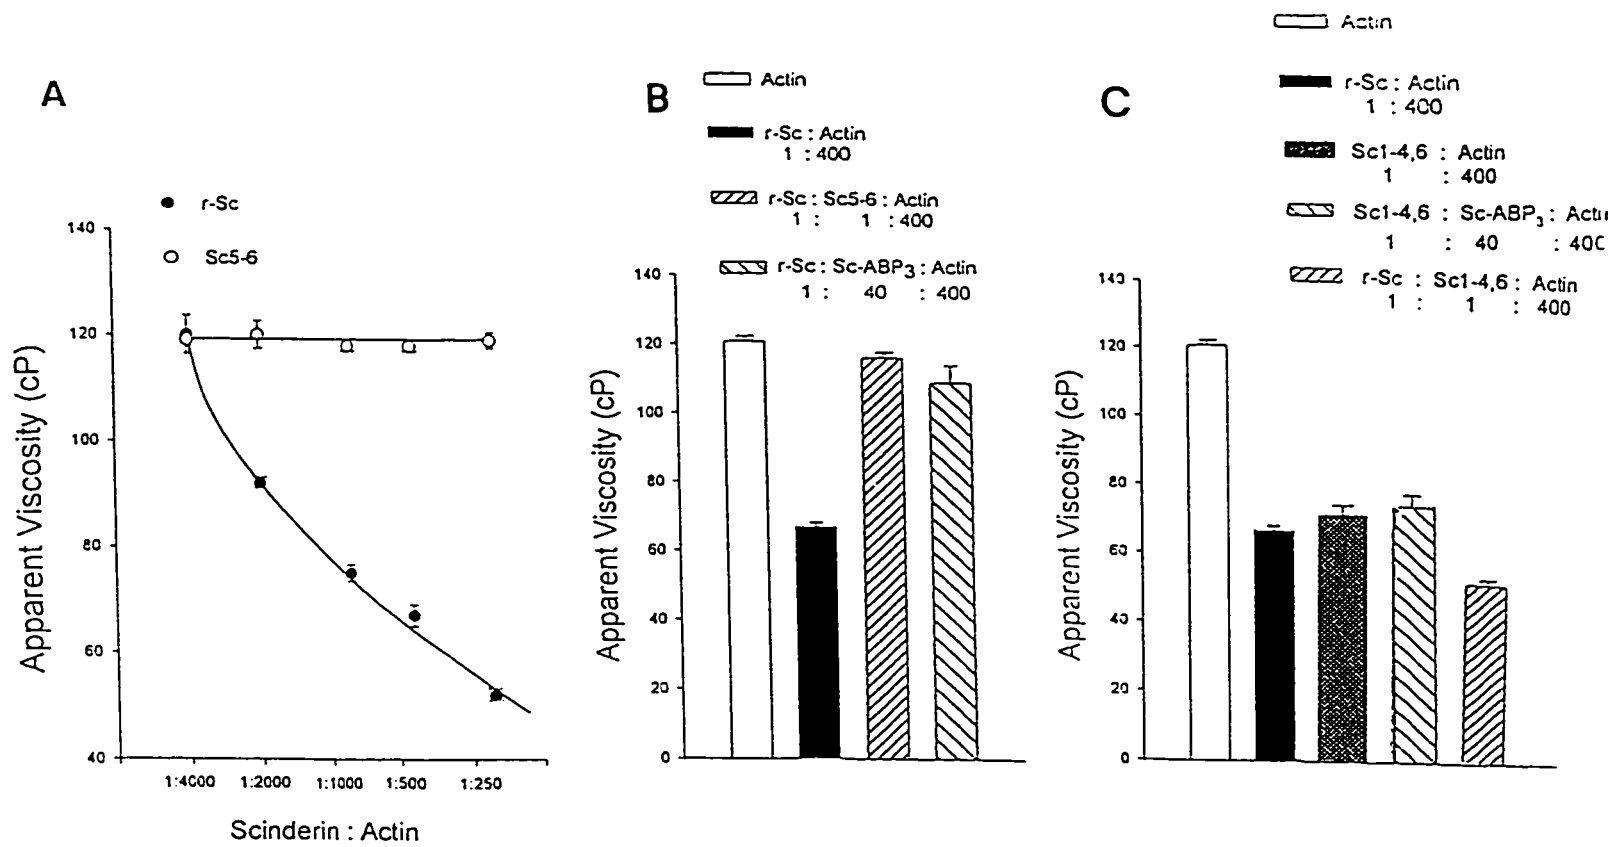 A
r-Sc
Sc5-6
140
120
100
80
60
40
1:4000 1:2000 1:1000 1:500 1:250
Scinderin : Actin
Apparent Viscosity (cP)
B
Actin
r-Sc : Actin
1 : 400
r-Sc : Sc5-6 : Actin
1 : 1 : 400
r-Sc : Sc-ABP3 : Actin
1 : 40 : 400
140
120
100
80
60
40
20
0
Apparent Viscosity (cP)
C
Actin
r-Sc : Actin
1 : 400
Sc1-4,6 : Actin
1 : 400
Sc1-4,6 : Sc-ABP3 : Acti
1 : 40 : 400
r-Sc : Sc1-4,6 : Actin
1 : 1 : 400
140
120
100
80
60
40
20
0
Apparent Viscosity (cP)